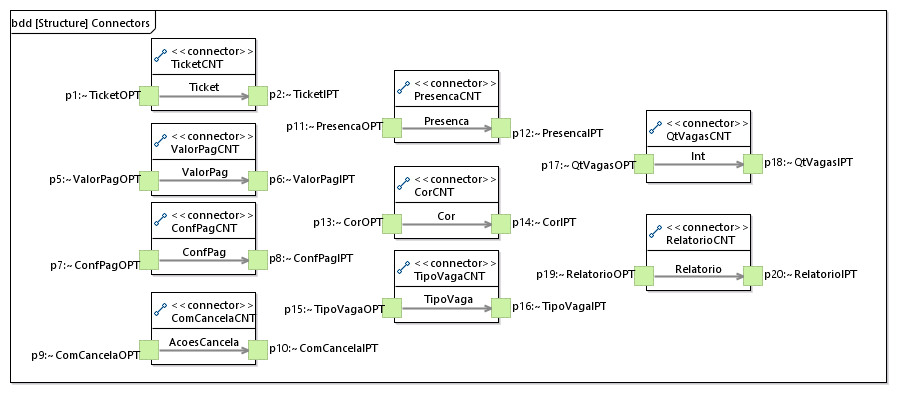 bdd [Structure] Connectors
<<connector>>
TicketCNT
Ticket
p1:~TicketOPT
p2:~TicketIPT
<<connector>>
ValorPagCNT
ValorPag
p5:~ValorPagOPT
p6:~ValorPagIPT
<<connector>>
ConfPagCNT
ConfPag
p7:~ConfPagOPT
p8:~ConfPagIPT
<<connector>>
ComCancelaCNT
AcoesCancela
p9:~ComCancelaOPT
p10:~ComCancelaIPT
<<connector>>
PresencaCNT
Presenca
p11:~PresencaOPT
p12:~PresencaIPT
<<connector>>
CorCNT
Cor
p13:~CorOPT
p14:~CorIPT
<<connector>>
TipoVagaCNT
TipoVaga
p15:~TipoVagaOPT
p16:~TipoVagaIPT
<<connector>>
QtVagasCNT
Int
p17:~QtVagasOPT
p18:~QtVagasIPT
<<connector>>
RelatorioCNT
Relatorio
p19:~RelatorioOPT
p20:~RelatorioIPT